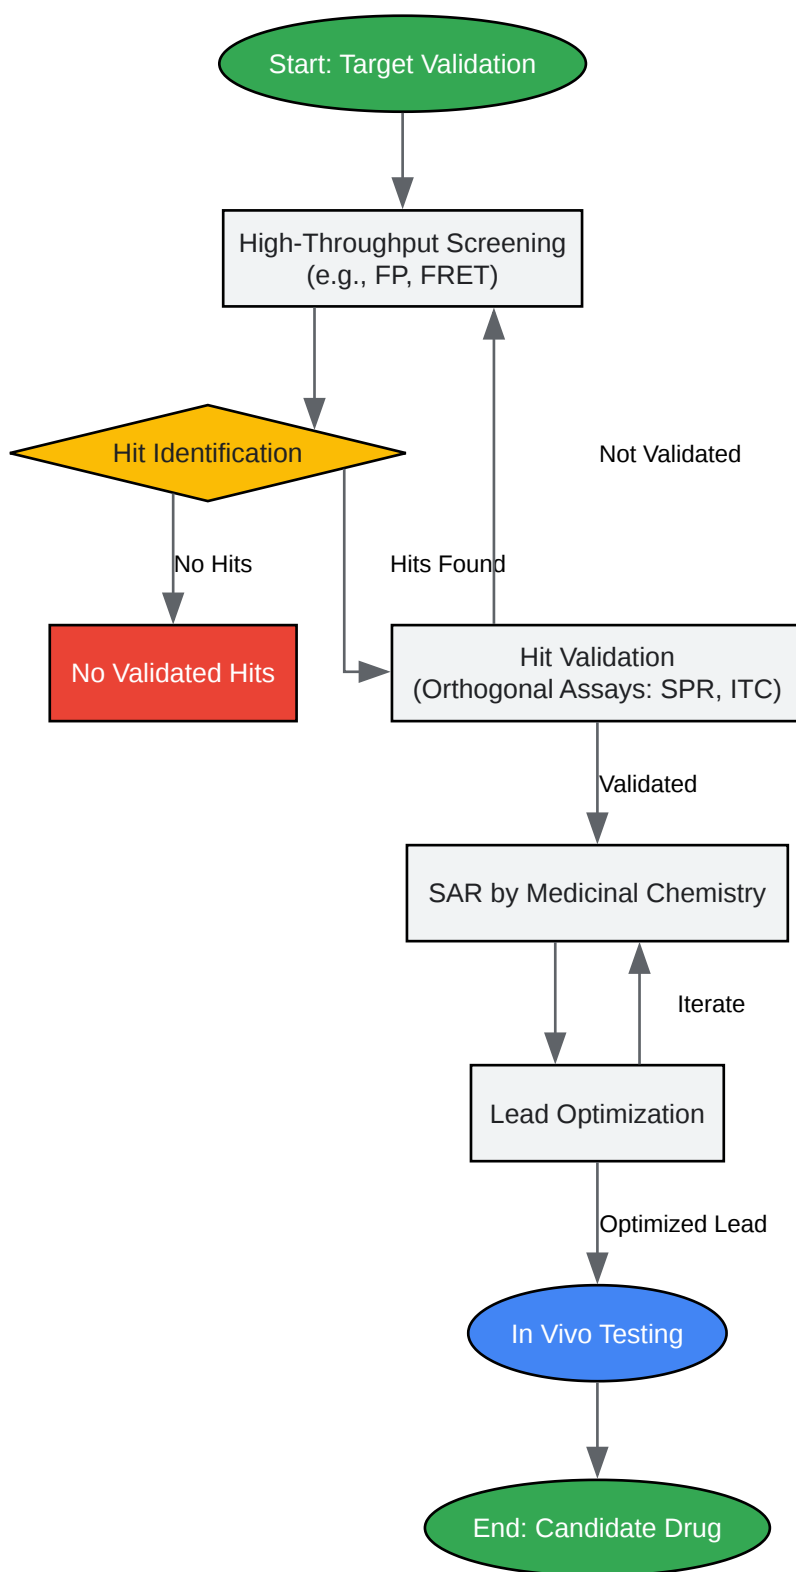 Start: Target Validation
High-Throughput Screening
(e.g., FP, FRET)
Hit Identification
Not Validated
No Hits
Hits Found
No Validated Hits
Hit Validation
(Orthogonal Assays: SPR, ITC)
Validated
SAR by Medicinal Chemistry
Iterate
Lead Optimization
Optimized Lead
In Vivo Testing
End: Candidate Drug